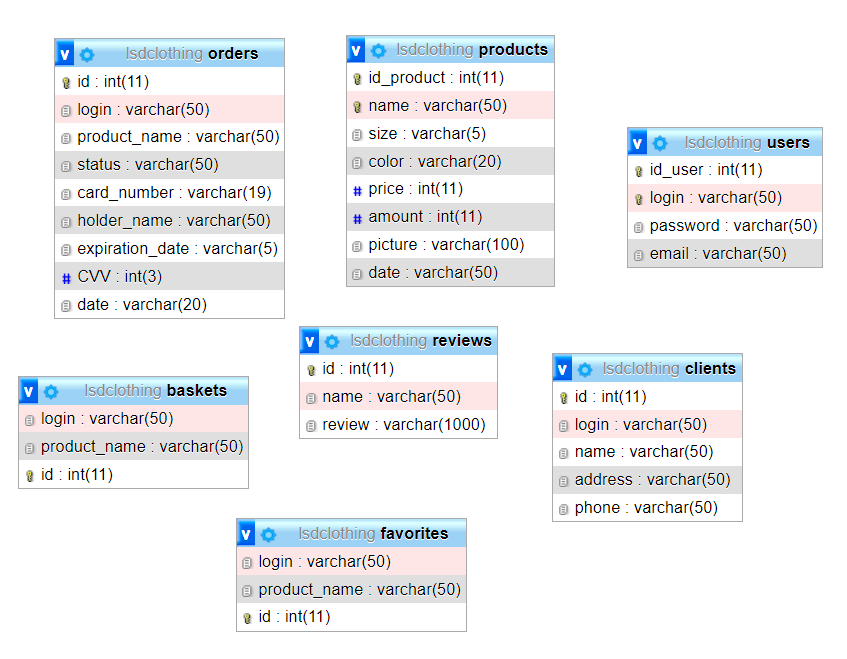 v lsdclothing orders
id : int(11)
login : varchar(50)
product_name : varchar(50)
status : varchar(50)
card_number : varchar(19)
holder_name : varchar(50)
expiration_date : varchar(5)
# CVV : int(3)
date : varchar(20)
v lsdclothing products
id_product : int(11)
name : varchar(50)
size : varchar(5)
color : varchar(20)
# price : int(11)
# amount : int(11)
picture : varchar(100)
date : varchar(50)
v lsdclothing users
id_user : int(11)
login : varchar(50)
password : varchar(50)
email : varchar(50)
v lsdclothing reviews
id : int(11)
name : varchar(50)
review : varchar(1000)
v lsdclothing clients
id : int(11)
login : varchar(50)
name : varchar(50)
address : varchar(50)
phone : varchar(50)
v lsdclothing baskets
login : varchar(50)
product_name : varchar(50)
id : int(11)
v lsdclothing favorites
login : varchar(50)
product_name : varchar(50)
id : int(11)